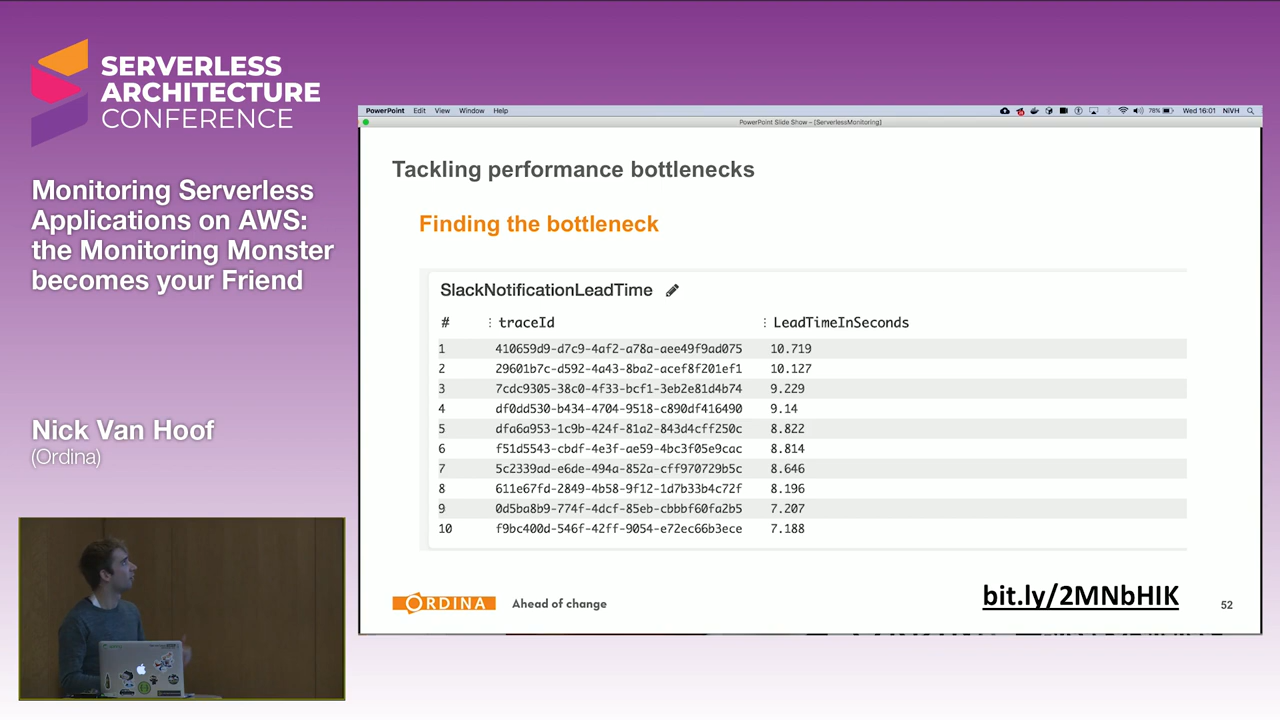 SERVERLESS
ARCHITECTURE
CONFERENCE
Monitoring Serverless
Applications on AWS:
the Monitoring Monster
becomes your Friend
Nick Van Hoof
(Ordina)
PowerPoint Edit View Window Help 78% Wed 16:01 NiVH
PowerPoint Slide Show - [ServerlessMonitoring]
Tackling performance bottlenecks
Finding the bottleneck
SlackNotificationLeadTime
# traceId LeadTimeInSeconds
1 410659d9-d7c9-4af2-a78a-aee49f9ad075 10.719
2 29601b7c-d592-4a43-8ba2-acef8f201ef1 10.127
3 7cdc9305-38c0-4f33-bcf1-3eb2e81d4b74 9.229
4 df0dd530-b434-4704-9518-c890df416490 9.14
5 dfa6a953-1c9b-424f-81a2-843d4cff250c 8.822
6 f51d5543-cbdf-4e3f-ae59-4bc3f05e9cac 8.814
7 5c2339ad-e6de-494a-852a-cff970729b5c 8.646
8 611e67fd-2849-4b58-9f12-1d7b33b4c72f 8.196
9 0d5ba8b9-774f-4dcf-85eb-cbbbf60fa2b5 7.207
10 f9bc400d-546f-42ff-9054-e72ec66b3ece 7.188
ORDINA Ahead of change
bit.ly/2MNbHIK
52